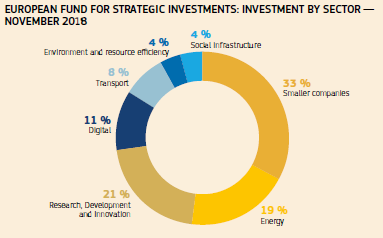 EUROPEAN FUND FOR STRATEGIC INVESTMENTS: INVESTMENT BY SECTOR —
NOVEMBER 2018
4 %
Social Infrastructure
4 %
Environment and resource efficiency
8 %
Transport
33 %
Smaller companies
11 %
Digital
21 %
Research, Development
and Innovation
19 %
Energy